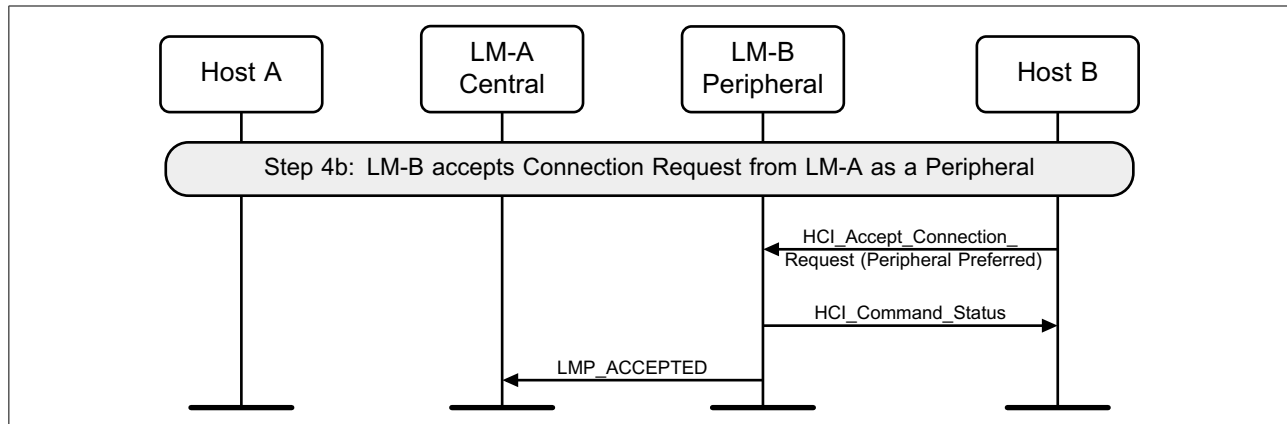 Host A
LM-A
Central
LM-B
Peripheral
Host B
Step 4b: LM-B accepts Connection Request from LM-A as a Peripheral
HCI_Accept_Connection_
Request (Peripheral Preferred)
HCI_Command_Status
LMP_ACCEPTED